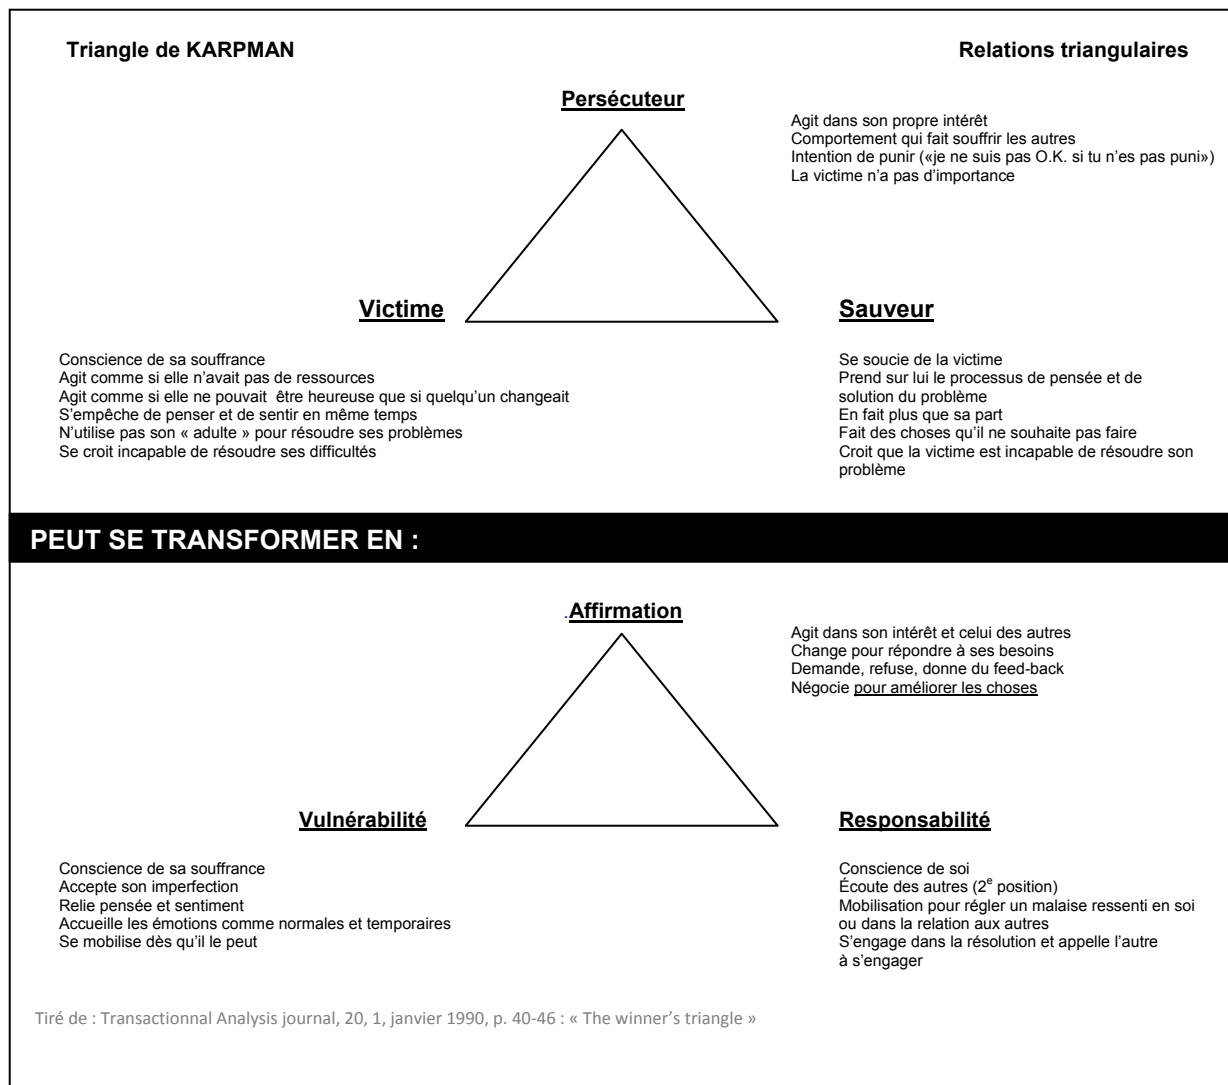 Triangle de KARPMAN
Relations triangulaires
Persécuteur
Agit dans son propre intérêt
Comportement qui fait souffrir les autres
Intention de punir («je ne suis pas O.K. si tu n'es pas puni»)
La victime n'a pas d'importance
Victime
Sauveur
Conscience de sa souffrance
Agit comme si elle n'avait pas de ressources
Agit comme si elle ne pouvait être heureuse que si quelqu'un changeait
S'empêche de penser et de sentir en même temps
N'utilise pas son « adulte » pour résoudre ses problèmes
Se croit incapable de résoudre ses difficultés
Se soucie de la victime
Prend sur lui le processus de pensée et de
solution du problème
En fait plus que sa part
Fait des choses qu'il ne souhaite pas faire
Croit que la victime est incapable de résoudre son
problème
PEUT SE TRANSFORMER EN :
.Affirmation
Agit dans son intérêt et celui des autres
Change pour répondre à ses besoins
Demande, refuse, donne du feed-back
Négocie pour améliorer les choses
Vulnérabilité
Responsabilité
Conscience de sa souffrance
Accepte son imperfection
Relie pensée et sentiment
Accueille les émotions comme normales et temporaires
Se mobilise dès qu'il le peut
Conscience de soi
Écoute des autres (2e position)
Mobilisation pour régler un malaise ressenti en soi
ou dans la relation aux autres
S'engage dans la résolution et appelle l'autre
à s'engager
Tiré de : Transactionnal Analysis journal, 20, 1, janvier 1990, p. 40-46 : « The winner's triangle »